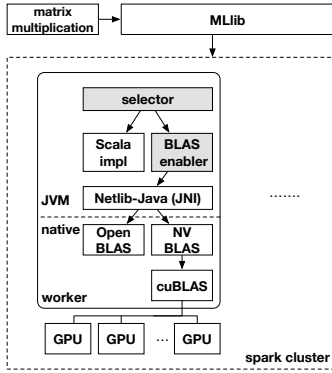 matrix
multiplication
MLlib
selector
Scala
impl
BLAS
enabler
Netlib-Java (JNI)
JVM
native
Open
BLAS
NV
BLAS
cuBLAS
worker
GPU GPU ... GPU
........
spark cluster